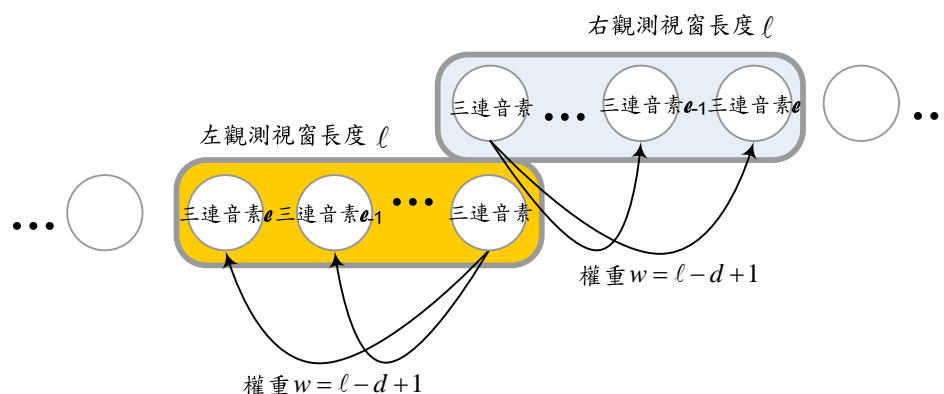 右觀測視窗長度 ℓ
三連音素 ... 三連音素ℓ-1 三連音素ℓ ...
左觀測視窗長度 ℓ
... 三連音素ℓ 三連音素ℓ-1 ... 三連音素
權重 w = ℓ − d + 1
權重 w = ℓ − d + 1